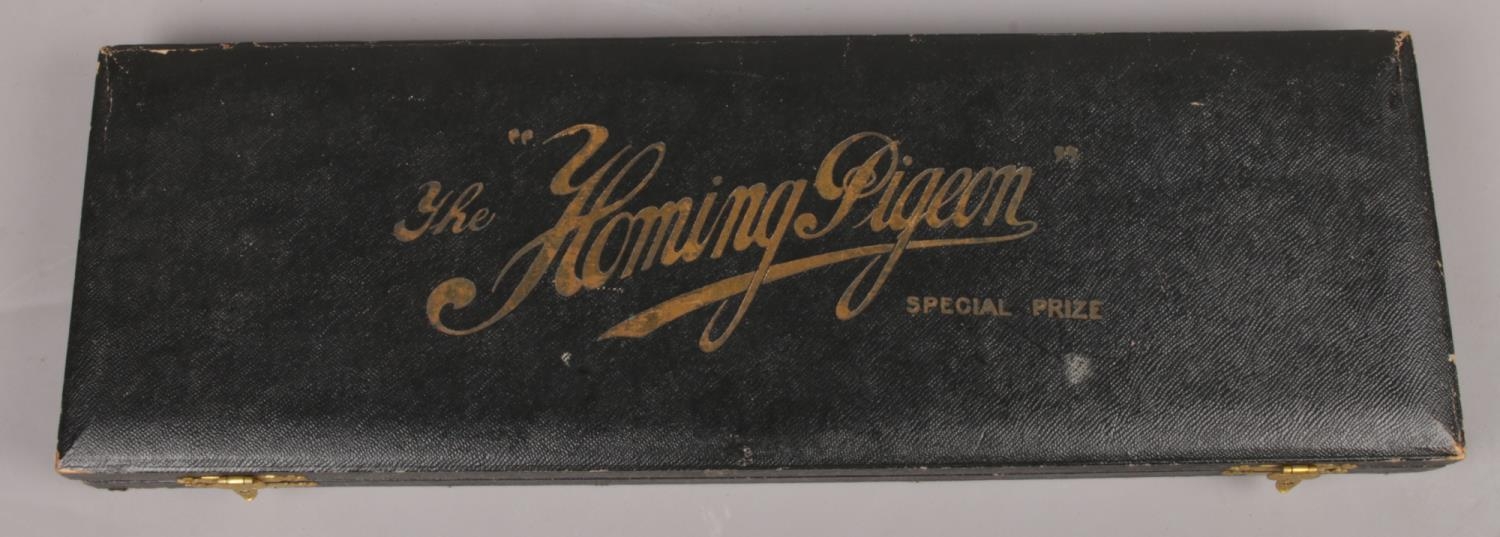 The "Homing Pigeon"
SPECIAL PRIZE